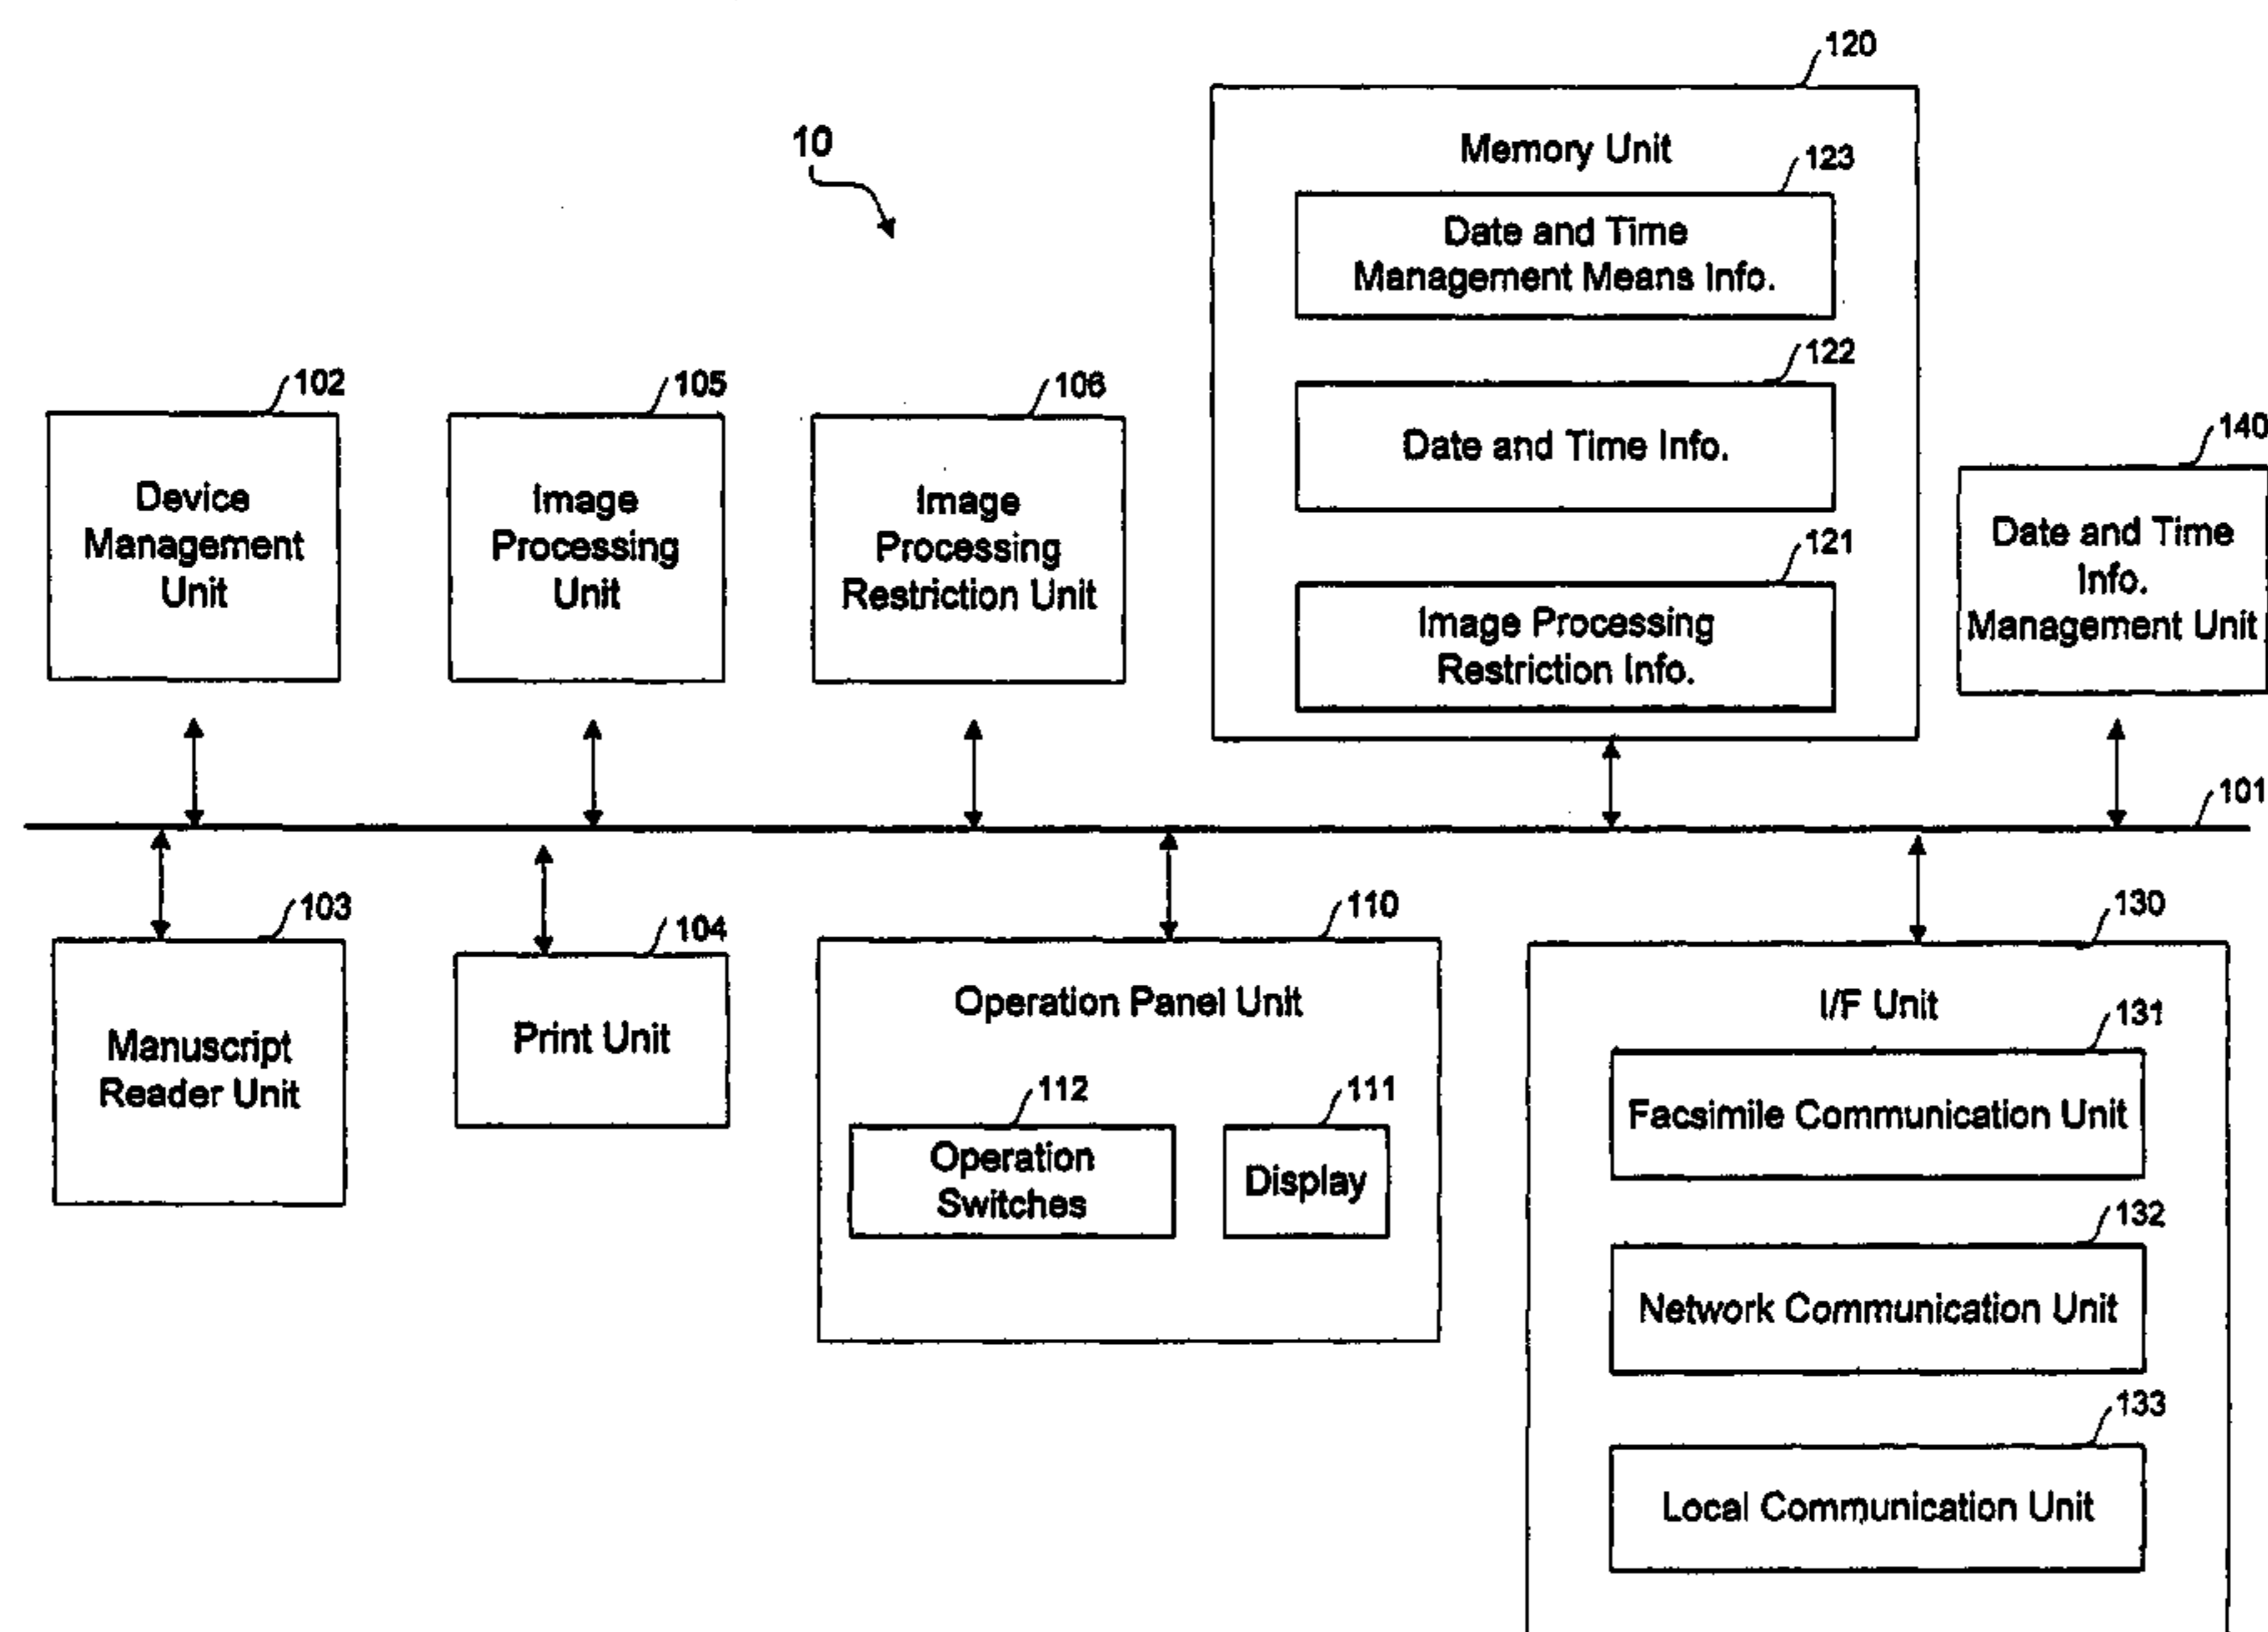 120
10
Memory Unit
123
Date and Time
Management Means Info.
122
Date and Time Info.
121
Image Processing
Restriction Info.
102
Device
Management
Unit
105
Image
Processing
Unit
106
Image
Processing
Restriction Unit
140
Date and Time
Info.
Management Unit
101
103
Manuscript
Reader Unit
104
Print Unit
110
Operation Panel Unit
112
Operation
Switches
111
Display
130
I/F Unit
131
Facsimile Communication Unit
132
Network Communication Unit
133
Local Communication Unit